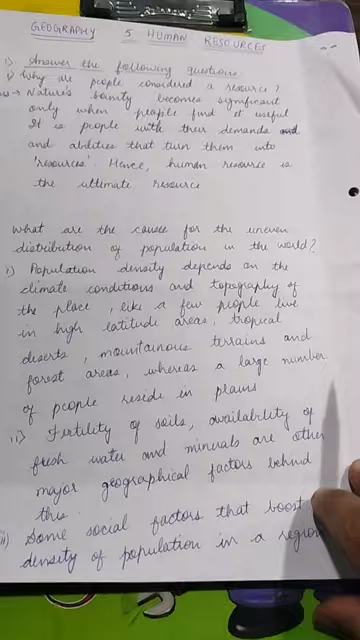 GEOGRAPHY 5 HUMAN RESOURCES
1) Answer the following questions
i) Why are people considered a resource?
Nature's bounty becomes significant
only when people find it useful
It is people with their demands and
and abilities that turn them into
'resources'. Hence, human resource is
the ultimate resource
What are the causes for the uneven
distribution of population in the world?
i) Population density depends on the
climate conditions and topography of
the place, like a few people live
in high latitude areas, tropical
deserts, mountainous terrains and
forest areas, whereas a large number
of people reside in plains
ii) Fertility of soils, availability of
fresh water and minerals are other
major geographical factors behind
this.
iii) Some social factors that boost
density of population in a region